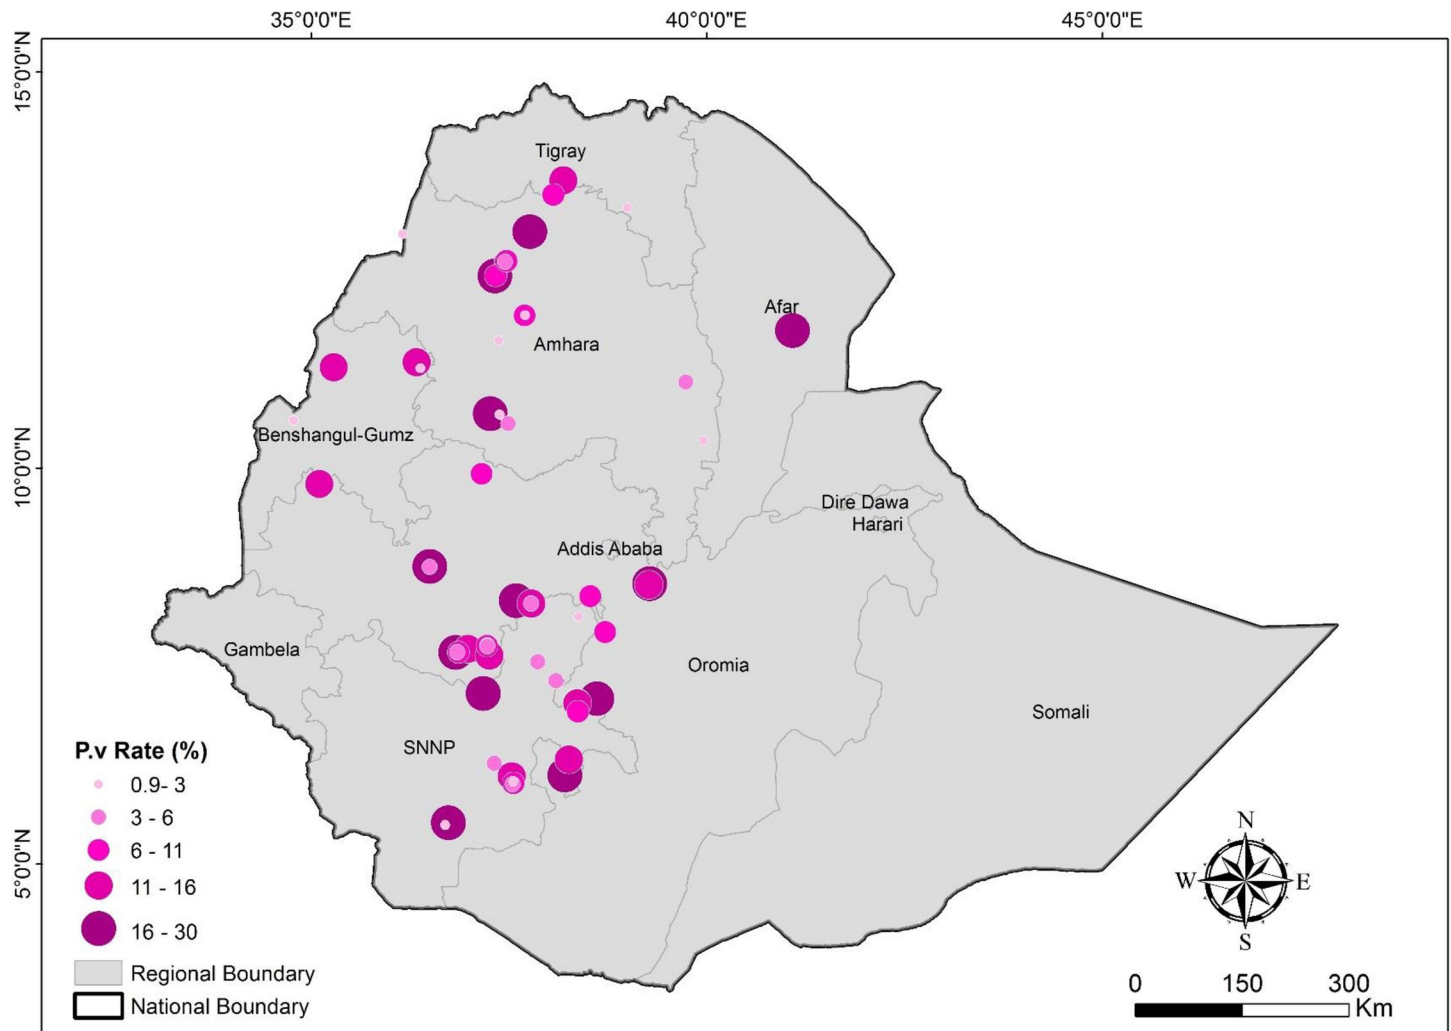 35°0'0"E 40°0'0"E 45°0'0"E
15°0'0"N
Tigray
Afar
Amhara
Benshangul-Gumz
10°0'0"N
Dire Dawa
Harari
Addis Ababa
Gambela
Oromia
Somali
SNNP
5°0'0"N
P.v Rate (%)
0.9- 3
3 - 6
6 - 11
11 - 16
16 - 30
Regional Boundary
National Boundary
N
W E
S
0 150 300
Km